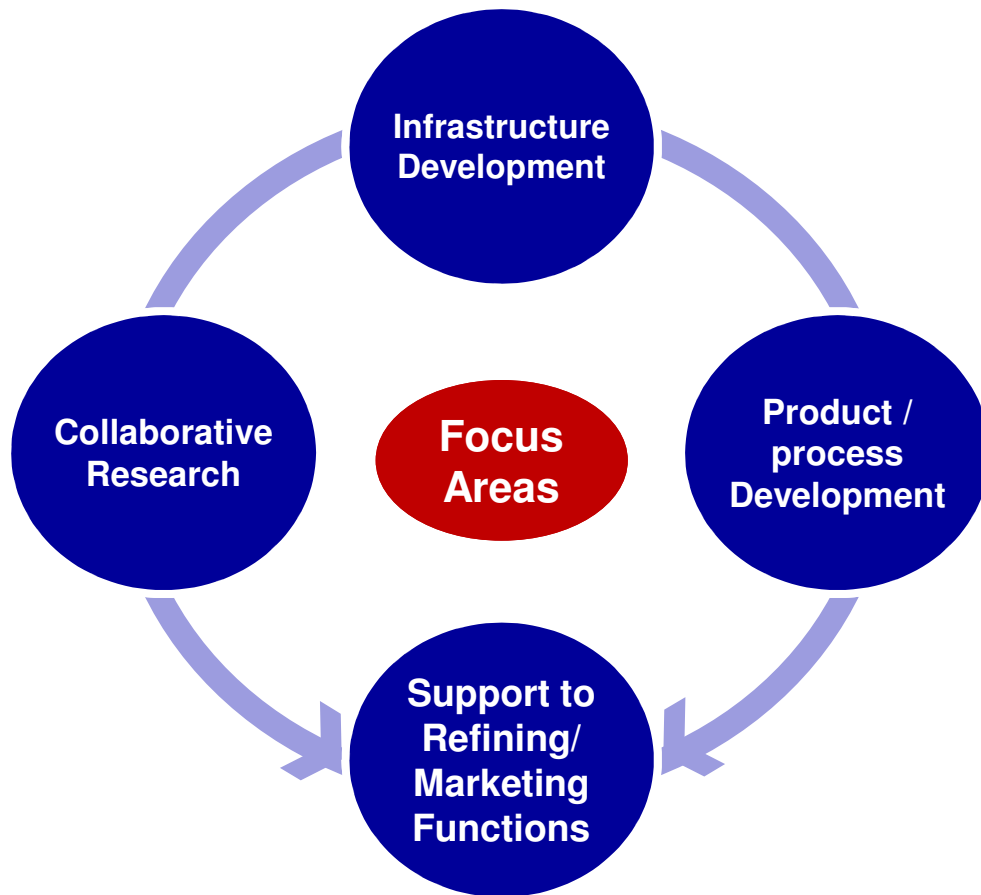 Infrastructure
Development
Collaborative
Research
Focus
Areas
Product /
process
Development
Support to
Refining/
Marketing
Functions